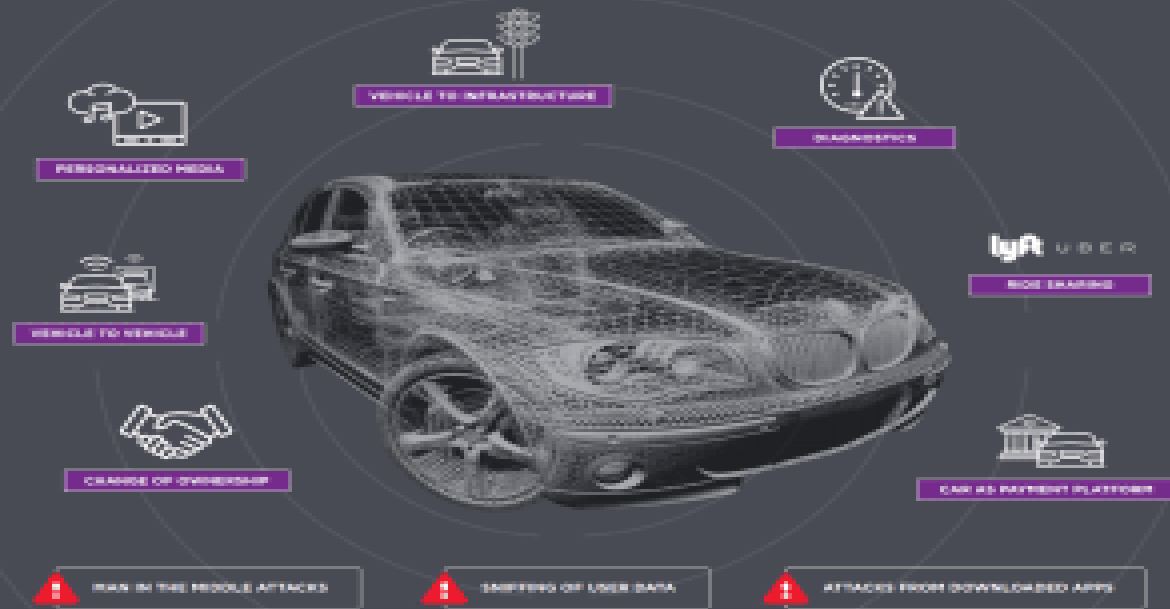 VEHICLE TO INFRASTRUCTURE
DIAGNOSTICS
PERSONALIZED MEDIA
lyft UBER
RIDE SHARING
VEHICLE TO VEHICLE
CHANGE OF OWNERSHIP
CAR AS PAYMENT PLATFORM
MAN IN THE MIDDLE ATTACKS
SNIFFING OF USER DATA
ATTACKS FROM DOWNLOADED APPS